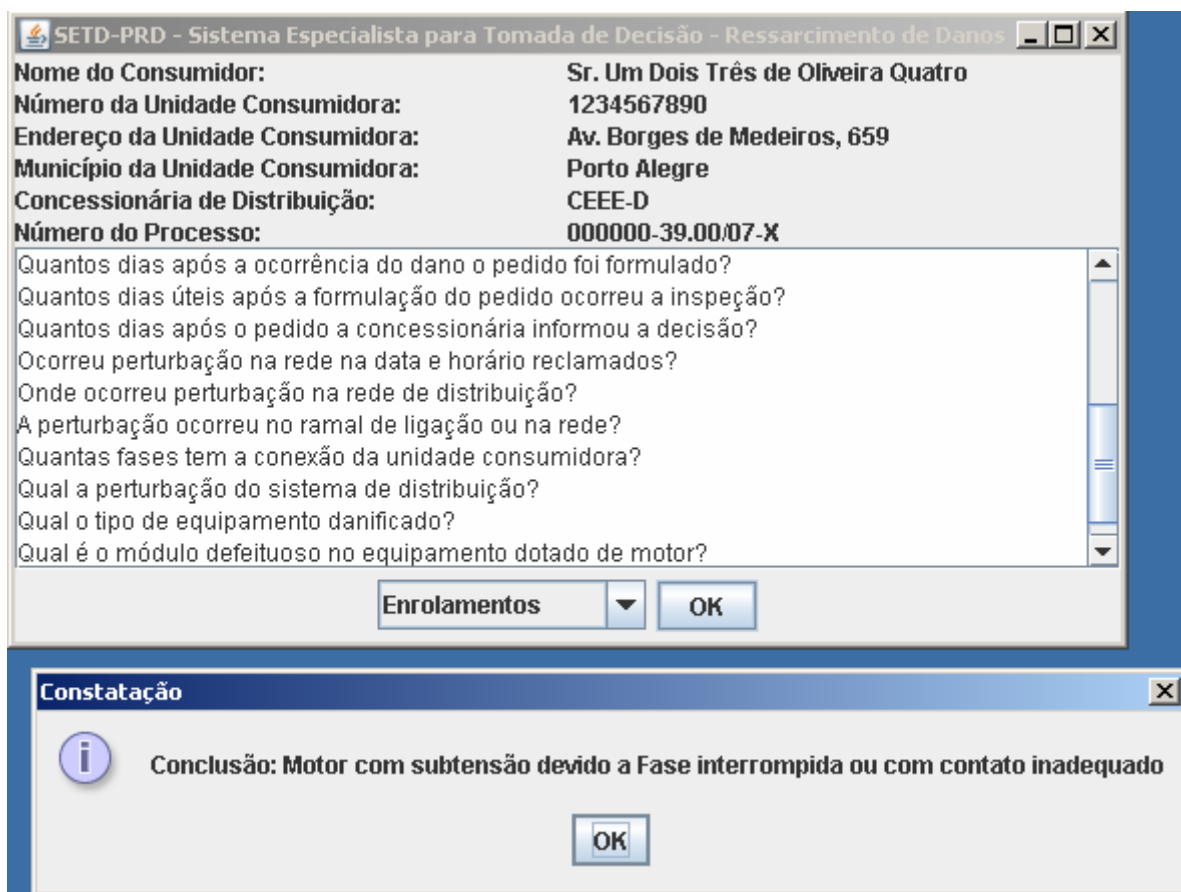 SETD-PRD - Sistema Especialista para Tomada de Decisão - Ressarcimento de Danos
Nome do Consumidor: Sr. Um Dois Três de Oliveira Quatro
Número da Unidade Consumidora: 1234567890
Endereço da Unidade Consumidora: Av. Borges de Medeiros, 659
Município da Unidade Consumidora: Porto Alegre
Concessionária de Distribuição: CEEE-D
Número do Processo: 000000-39.00/07-X
Quantos dias após a ocorrência do dano o pedido foi formulado?
Quantos dias úteis após a formulação do pedido ocorreu a inspeção?
Quantos dias após o pedido a concessionária informou a decisão?
Ocorreu perturbação na rede na data e horário reclamados?
Onde ocorreu perturbação na rede de distribuição?
A perturbação ocorreu no ramal de ligação ou na rede?
Quantas fases tem a conexão da unidade consumidora?
Qual a perturbação do sistema de distribuição?
Qual o tipo de equipamento danificado?
Qual é o módulo defeituoso no equipamento dotado de motor?
Enrolamentos OK
Constatação
Conclusão: Motor com subtensão devido a Fase interrompida ou com contato inadequado
OK